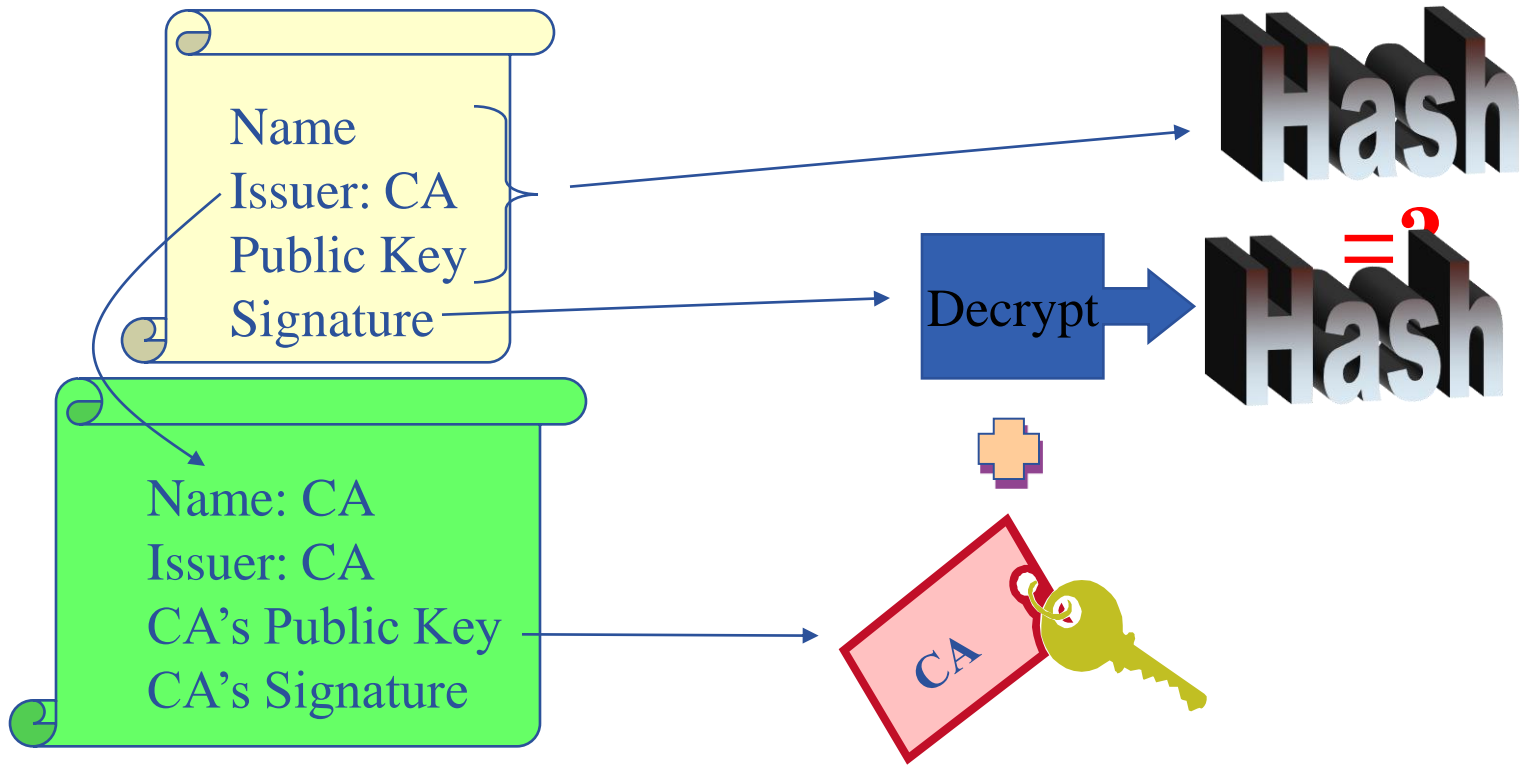 Name
Issuer: CA
Public Key
Signature
Name: CA
Issuer: CA
CA’s Public Key
CA’s Signature
Hash
=?
Decrypt
Hash
CA